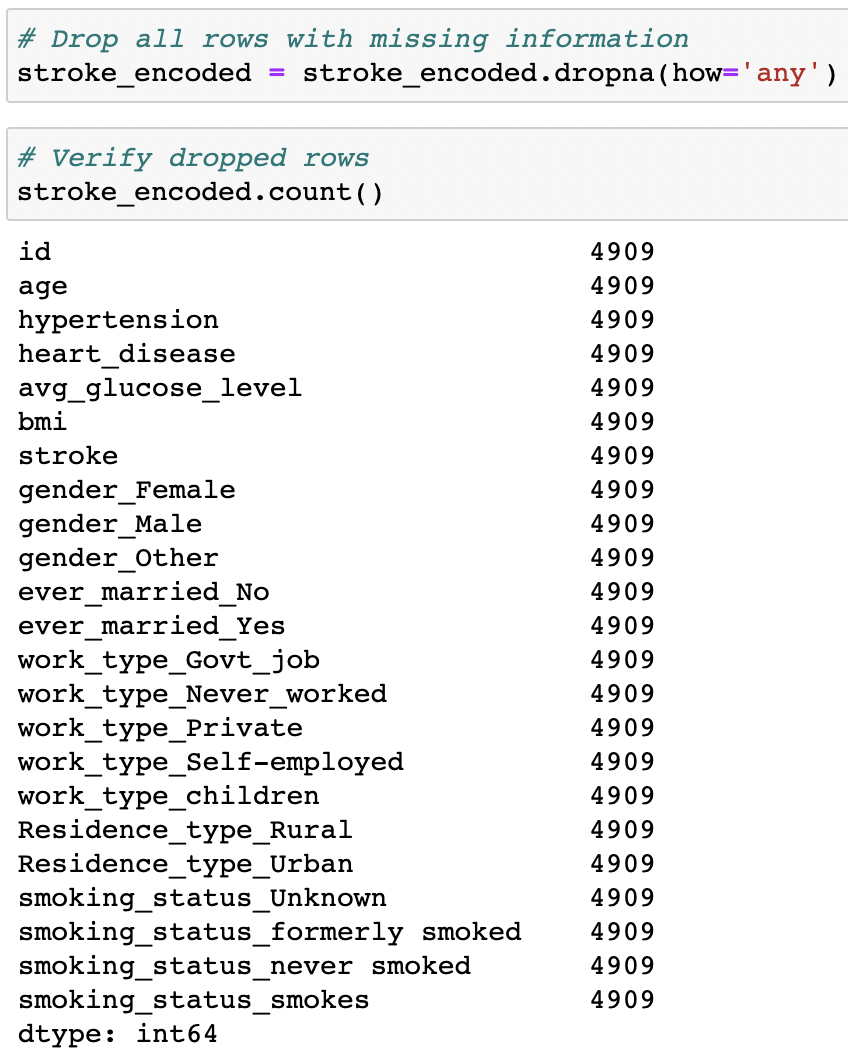 # Drop all rows with missing information
stroke_encoded = stroke_encoded.dropna(how='any')
# Verify dropped rows
stroke_encoded.count()
id 4909
age 4909
hypertension 4909
heart_disease 4909
avg_glucose_level 4909
bmi 4909
stroke 4909
gender_Female 4909
gender_Male 4909
gender_Other 4909
ever_married_No 4909
ever_married_Yes 4909
work_type_Govt_job 4909
work_type_Never_worked 4909
work_type_Private 4909
work_type_Self-employed 4909
work_type_children 4909
Residence_type_Rural 4909
Residence_type_Urban 4909
smoking_status_Unknown 4909
smoking_status_formerly smoked 4909
smoking_status_never smoked 4909
smoking_status_smokes 4909
dtype: int64